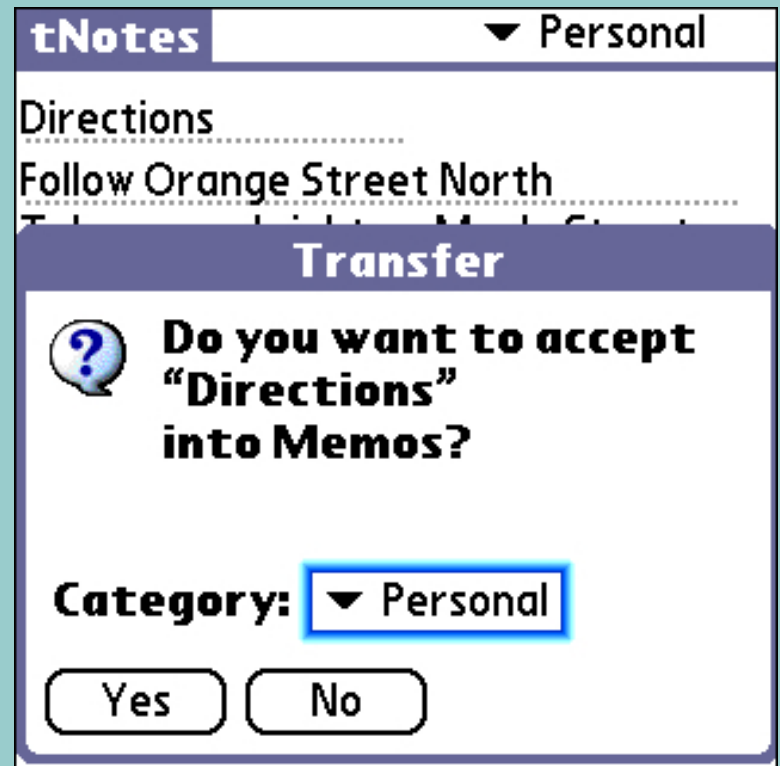 tNotes
Personal
Directions
Follow Orange Street North
Transfer
Do you want to accept
“Directions”
into Memos?
Category: Personal
Yes No